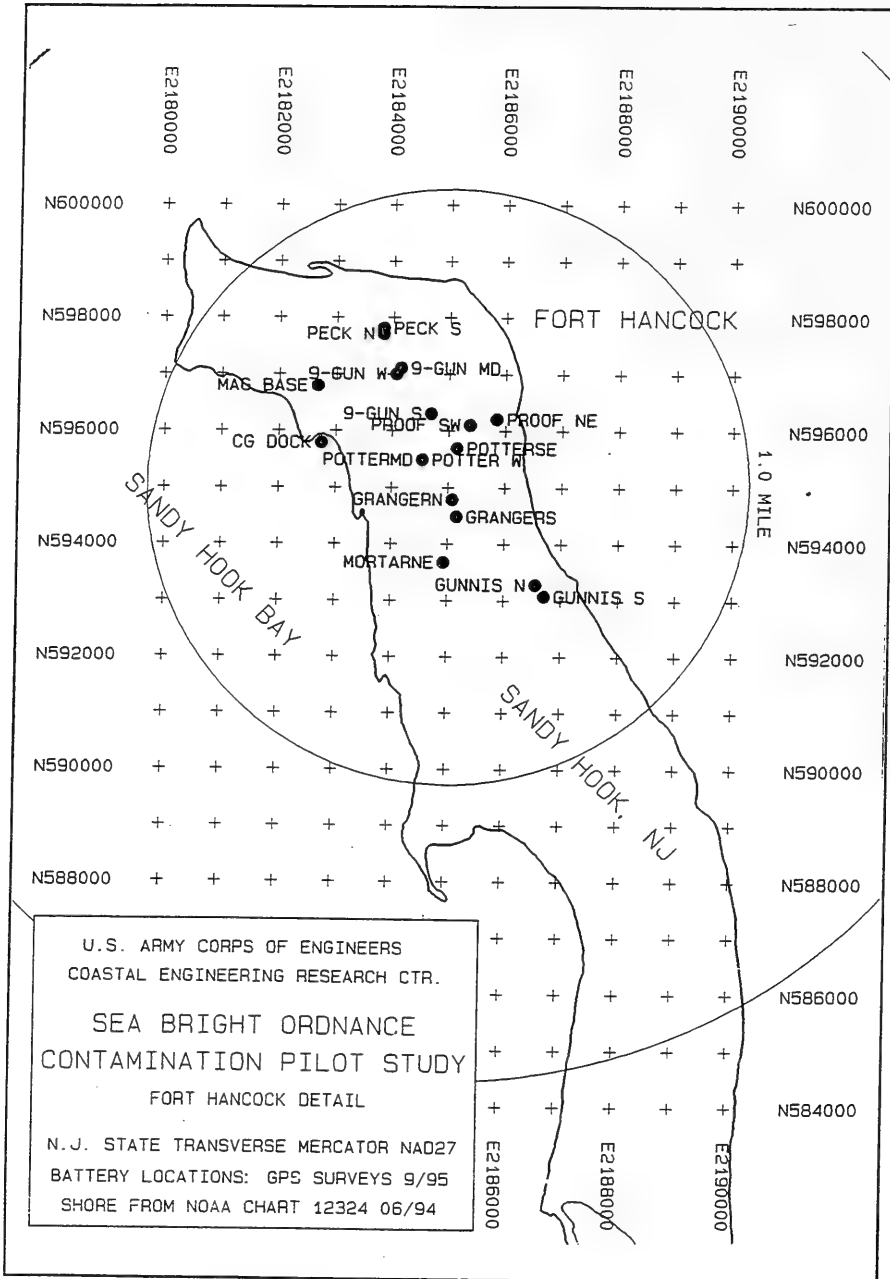 E2180000 E2182000 E2184000 E2186000 E2188000 E2190000
N600000 N600000
N598000 FORT HANCOCK N598000
PECK N PECK S
9-GUN W 9-GUN MD
MAG BASE
9-GUN S PROOF NE
PROOF SW
N596000 N596000
CG DOCK POTTERSE
POTTERMD POTTER W
1.0 MILE
GRANGERN
GRANGERS
SANDY HOOK BAY
N594000 N594000
MORTARNE
GUNNIS N
GUNNIS S
N592000 N592000
SANDY HOOK, NJ
N590000 N590000
N588000 N588000
U.S. ARMY CORPS OF ENGINEERS
COASTAL ENGINEERING RESEARCH CTR.
SEA BRIGHT ORDNANCE
CONTAMINATION PILOT STUDY
FORT HANCOCK DETAIL
N.J. STATE TRANSVERSE MERCATOR NAD27
BATTERY LOCATIONS: GPS SURVEYS 9/95
SHORE FROM NOAA CHART 12324 06/94
N586000
N584000
E2186000 E2188000 E2190000